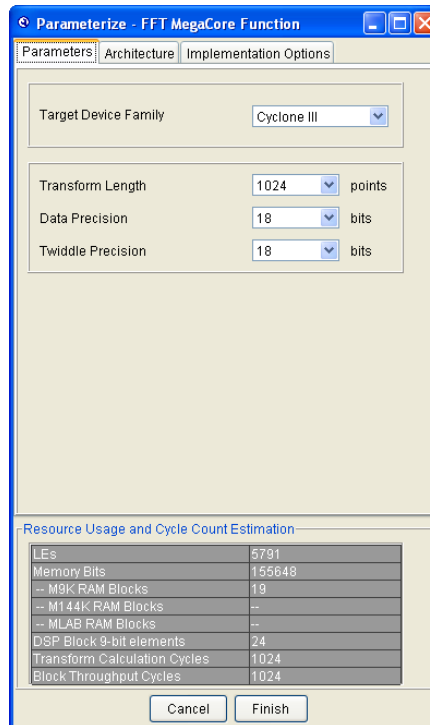 Parameterize - FFT MegaCore Function
Parameters Architecture Implementation Options
Target Device Family Cyclone III
Transform Length 1024 points
Data Precision 18 bits
Twiddle Precision 18 bits
Resource Usage and Cycle Count Estimation
LEs 5791
Memory Bits 155648
-- M9K RAM Blocks 19
-- M144K RAM Blocks --
-- MLAB RAM Blocks --
DSP Block 9-bit elements 24
Transform Calculation Cycles 1024
Block Throughput Cycles 1024
Cancel Finish